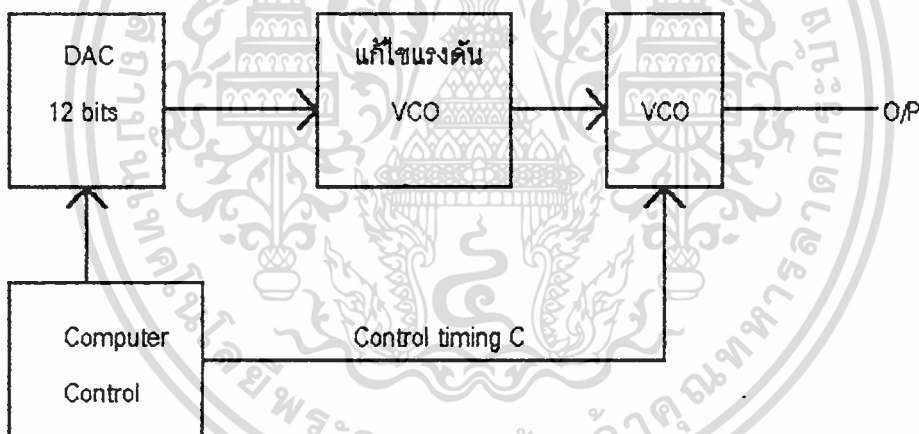 DAC
12 bits
แก้ไขแรงดัน
VCO
VCO
O/P
Computer
Control
Control timing C